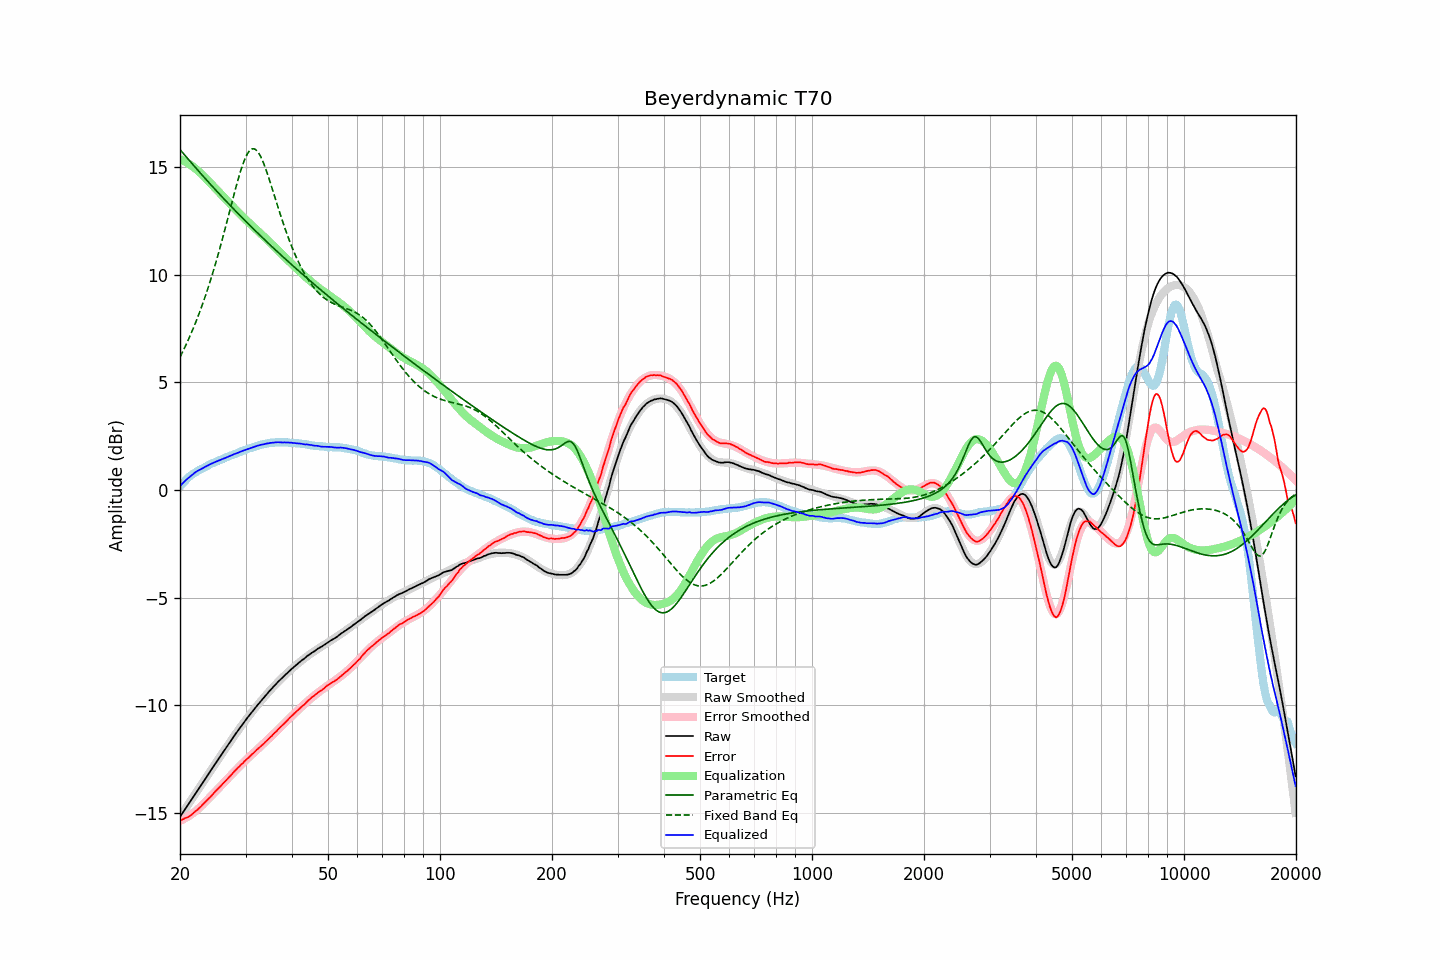 Beyerdynamic T70
Amplitude (dBr)
15
10
5
0
−5
−10
−15
Target
Raw Smoothed
Error Smoothed
Raw
Error
Equalization
Parametric Eq
Fixed Band Eq
Equalized
20 50 100 200 500 1000 2000 5000 10000 20000
Frequency (Hz)